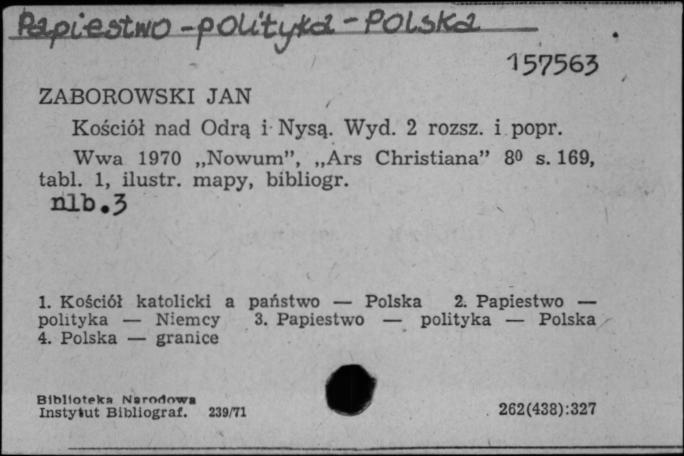 Papiestwo - polityka - Polska
157563
ZABOROWSKI JAN
Kościół nad Odrą i Nysą. Wyd. 2 rozsz. i popr.
Wwa 1970 „Nowum”, „Ars Christiana” 8⁰ s. 169,
tabl. 1, ilustr. mapy, bibliogr.
nlb.3
1. Kościół katolicki a państwo — Polska 2. Papiestwo —
polityka — Niemcy 3. Papiestwo — polityka — Polska
4. Polska — granice
Biblioteka Narodowa
Instytut Bibliograf. 239/71
262(438):327